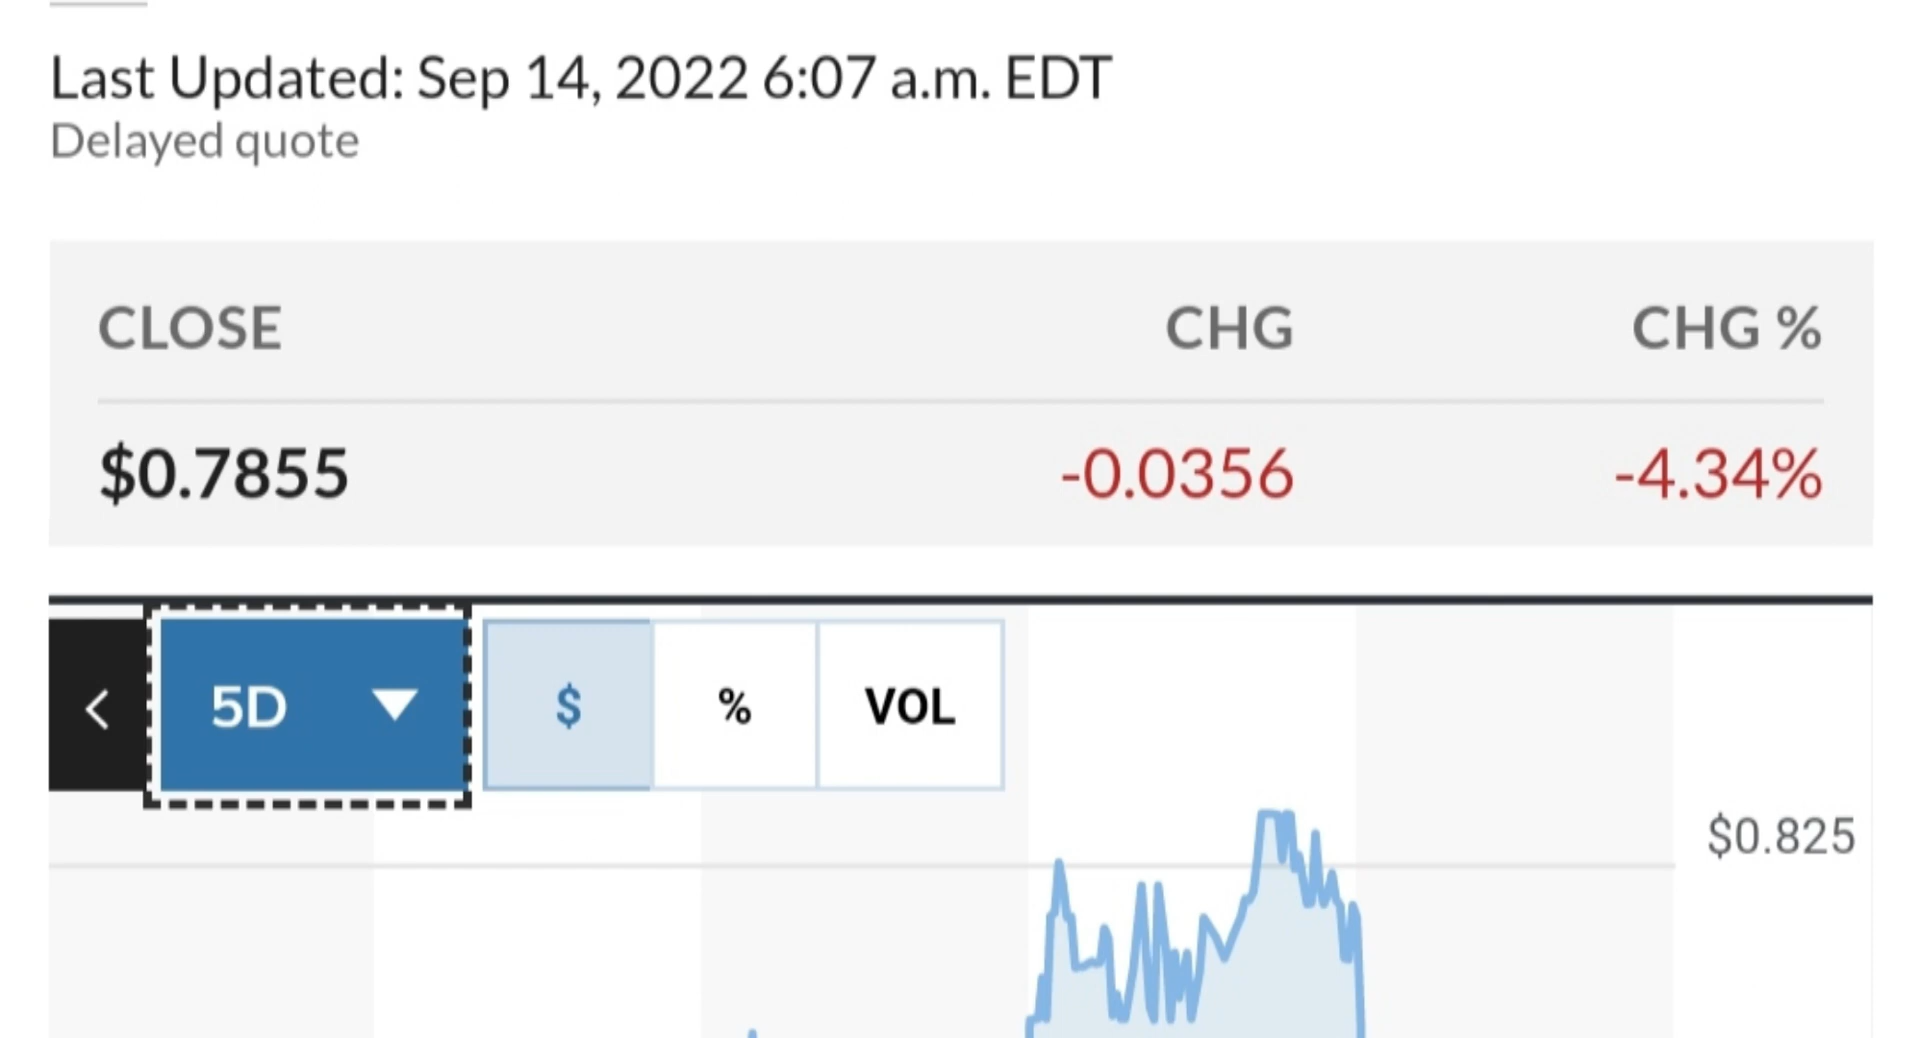 Last Updated: Sep 14, 2022 6:07 a.m. EDT
Delayed quote
CLOSE CHG CHG %
$0.7855 -0.0356 -4.34%
5D $ % VOL
$0.825